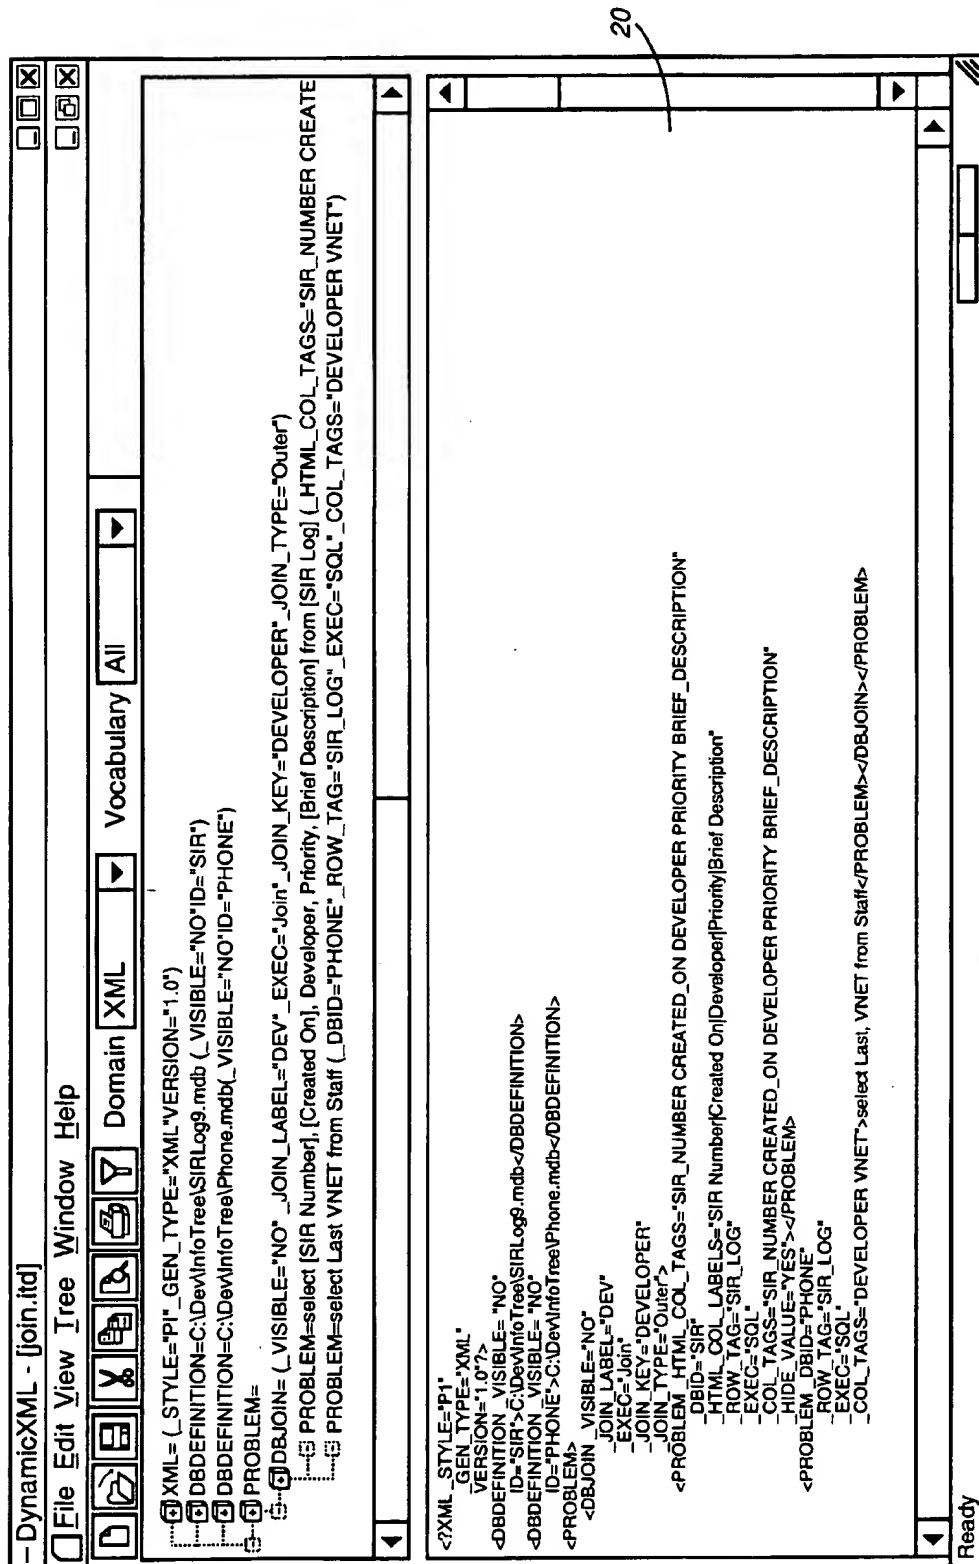 DynamicXML - [join.itd]
File Edit View Tree Window Help
Domain XML Vocabulary All
XML= (_STYLE="PI"_GEN_TYPE="XML"VERSION="1.0")
DBDEFINITION=C:\Dev\InfoTree\SIRLog9.mdb (_VISIBLE="NO"ID="SIR")
DBDEFINITION=C:\Dev\InfoTree\Phone.mdb(_VISIBLE="NO"ID="PHONE")
PROBLEM=
DBJOIN= (_VISIBLE="NO" _JOIN_LABEL="DEV"_EXEC="Join"_JOIN_KEY="DEVELOPER"_JOIN_TYPE="Outer")
PROBLEM=select [SIR Number], [Created On], Developer, Priority, [Brief Description] from [SIR Log] (_HTML_COL_TAGS="SIR_NUMBER CREATE
PROBLEM=select Last VNET from Staff (_DBID="PHONE"_ROW_TAG="SIR_LOG"_EXEC="SQL"_COL_TAGS="DEVELOPER VNET")
<?XML _STYLE="P1"
_GEN_TYPE="XML"
VERSION="1.0"?>
<DBDEFINITION _VISIBLE= "NO"
ID="SIR">C:\Dev\InfoTree\SIRLog9.mdb</DBDEFINITION>
<DBDEFINITION _VISIBLE= "NO"
ID="PHONE">C:\Dev\InfoTree\Phone.mdb</DBDEFINITION>
<PROBLEM>
<DBJOIN _VISIBLE="NO"
_JOIN_LABEL="DEV"
_EXEC="Join"
_JOIN_KEY="DEVELOPER"
_JOIN_TYPE="Outer">
<PROBLEM _HTML_COL_TAGS="SIR_NUMBER CREATED_ON DEVELOPER PRIORITY BRIEF_DESCRIPTION"
_DBID="SIR"
_HTML_COL_LABELS="SIR Number|Created On|Developer|Priority|Brief Description"
_ROW_TAG="SIR_LOG"
_EXEC="SQL"
_COL_TAGS="SIR_NUMBER CREATED_ON DEVELOPER PRIORITY BRIEF_DESCRIPTION"
_HIDE_VALUE="YES"></PROBLEM>
<PROBLEM _DBID="PHONE"
_ROW_TAG="SIR_LOG"
_EXEC="SQL"
_COL_TAGS="DEVELOPER VNET">select Last, VNET from Staff</PROBLEM></DBJOIN></PROBLEM>
Ready
20